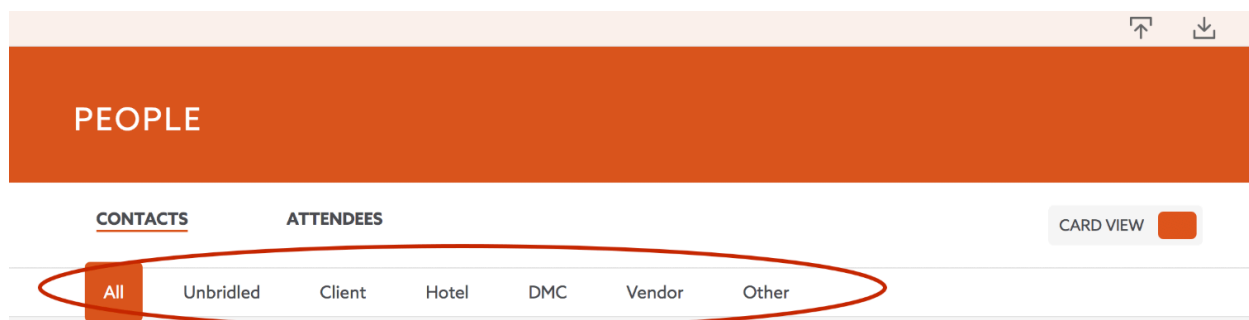 PEOPLE
CONTACTS ATTENDEES CARD VIEW
All Unbridled Client Hotel DMC Vendor Other